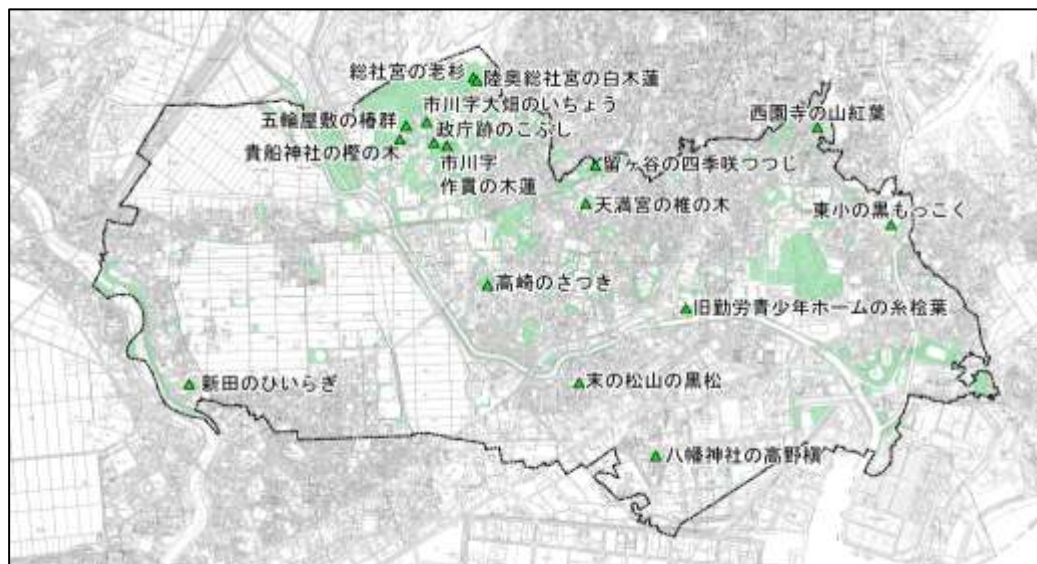 総社宮の老杉
陸奥総社宮の白木蓮
市川字大畑のいちょう
西園寺の山紅葉
五輪屋敷の椿群
政庁跡のこぶし
貴船神社の樫の木
市川字
作貫の木蓮
留ヶ谷の四季咲つつじ
天満宮の椎の木
東小の黒もっこく
高崎のさつき
旧勤労青少年ホームの糸桧葉
新田のひいらぎ
末の松山の黒松
八幡神社の高野槇